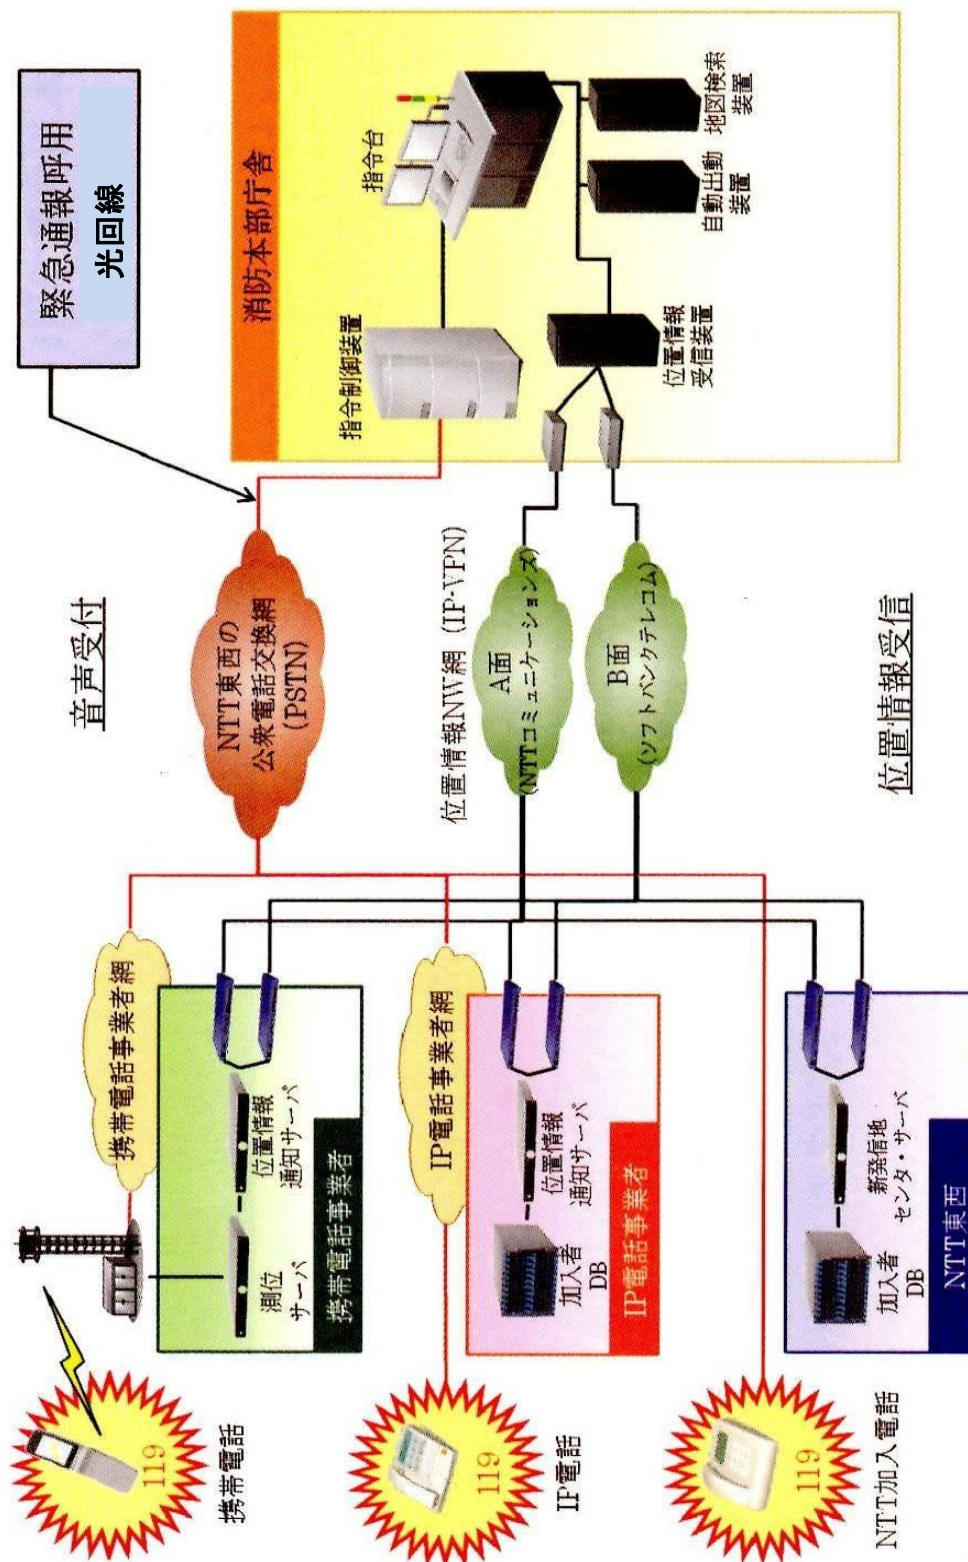 音声受付
緊急通報呼用
光回線
119
携帯電話
携帯電話事業者網
測位
サーバ
位置情報
通知サーバ
携帯電話事業者
NTT東西の
公衆電話交換網
(PSTN)
消防本部庁舎
指令制御装置
指令台
119
IP電話
IP電話事業者網
加入者
DB
位置情報
通知サーバ
IP電話事業者
位置情報NW網 (IP-VPN)
A面
(NTTコミュニケーションズ)
B面
(ソフトバンクテレコム)
位置情報
受信装置
自動出動
装置
地図検索
装置
119
NTT加入電話
加入者
DB
新発信地
センタ・サーバ
NTT東西
位置情報受信